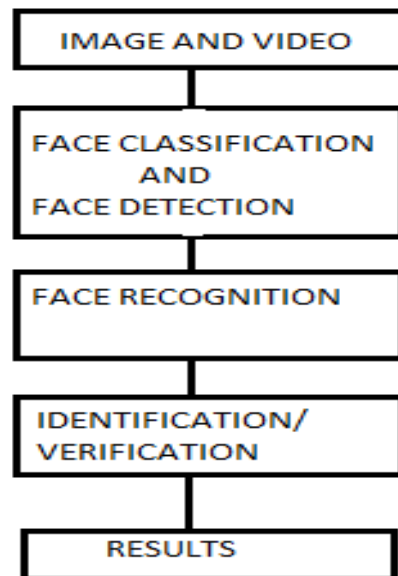 IMAGE AND VIDEO
FACE CLASSIFICATION
AND
FACE DETECTION
FACE RECOGNITION
IDENTIFICATION/
VERIFICATION
RESULTS